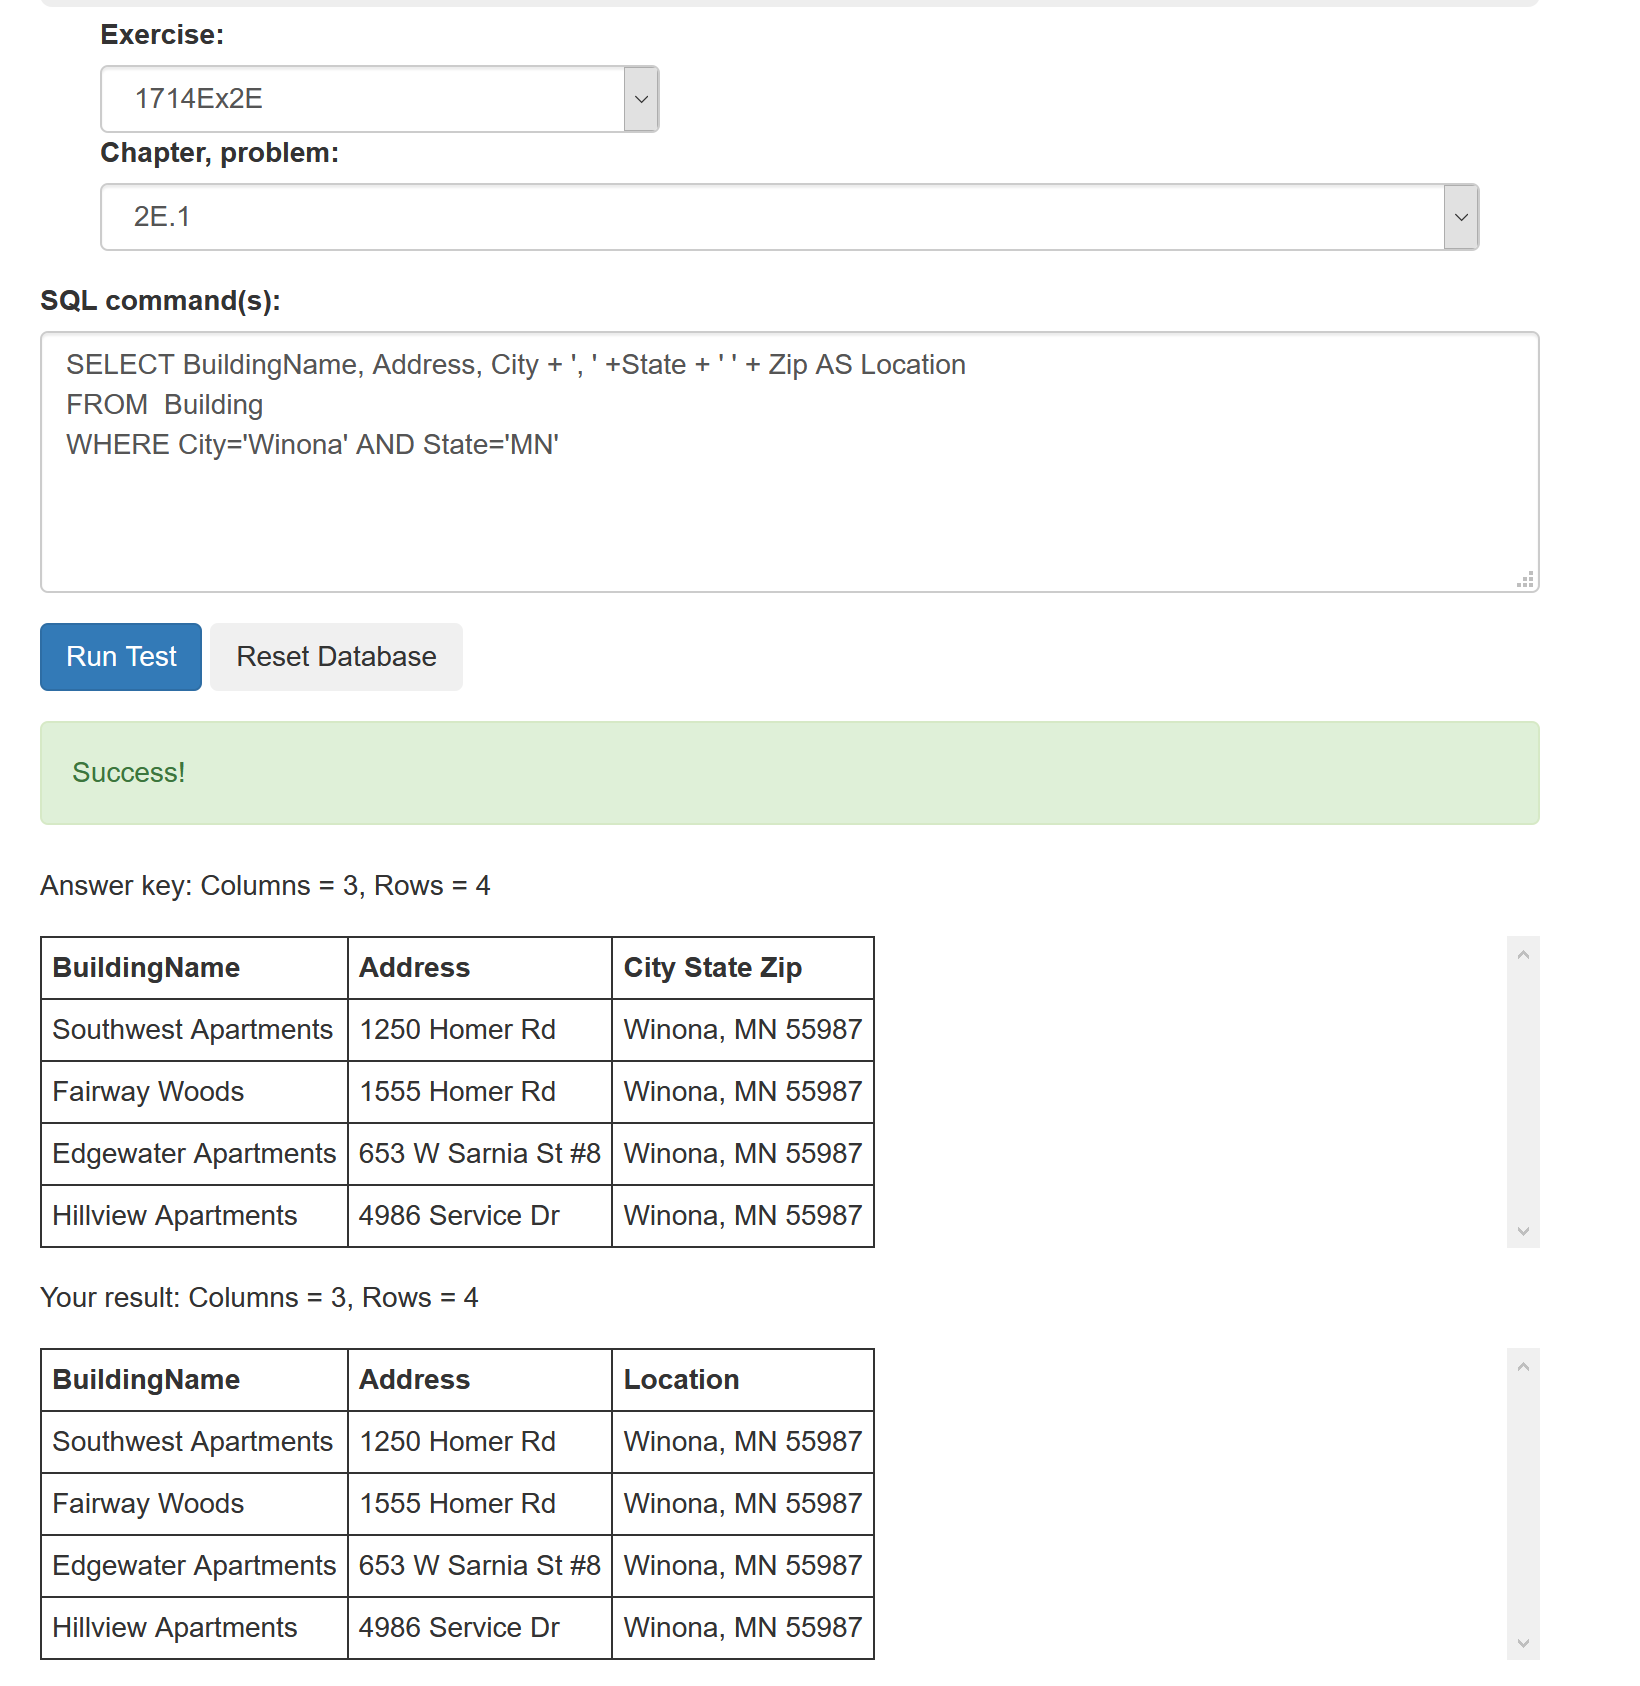 Exercise:
1714Ex2E
Chapter, problem:
2E.1
SQL command(s):
SELECT BuildingName, Address, City + ', ' +State + ' ' + Zip AS Location
FROM  Building
WHERE City='Winona' AND State='MN'
Run Test Reset Database
Success!
Answer key: Columns = 3, Rows = 4
BuildingName Address City State Zip
Southwest Apartments 1250 Homer Rd Winona, MN 55987
Fairway Woods 1555 Homer Rd Winona, MN 55987
Edgewater Apartments 653 W Sarnia St #8 Winona, MN 55987
Hillview Apartments 4986 Service Dr Winona, MN 55987
Your result: Columns = 3, Rows = 4
BuildingName Address Location
Southwest Apartments 1250 Homer Rd Winona, MN 55987
Fairway Woods 1555 Homer Rd Winona, MN 55987
Edgewater Apartments 653 W Sarnia St #8 Winona, MN 55987
Hillview Apartments 4986 Service Dr Winona, MN 55987